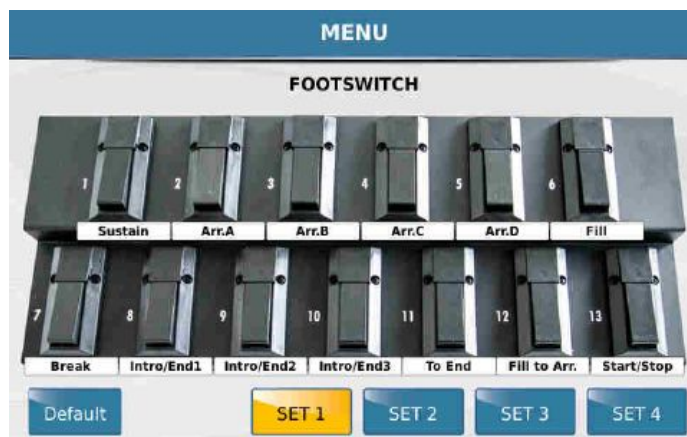 MENU
FOOTSWITCH
1 2 3 4 5 6
Sustain Arr.A Arr.B Arr.C Arr.D Fill
7 8 9 10 11 12 13
Break Intro/End1 Intro/End2 Intro/End3 To End Fill to Arr. Start/Stop
Default SET 1 SET 2 SET 3 SET 4